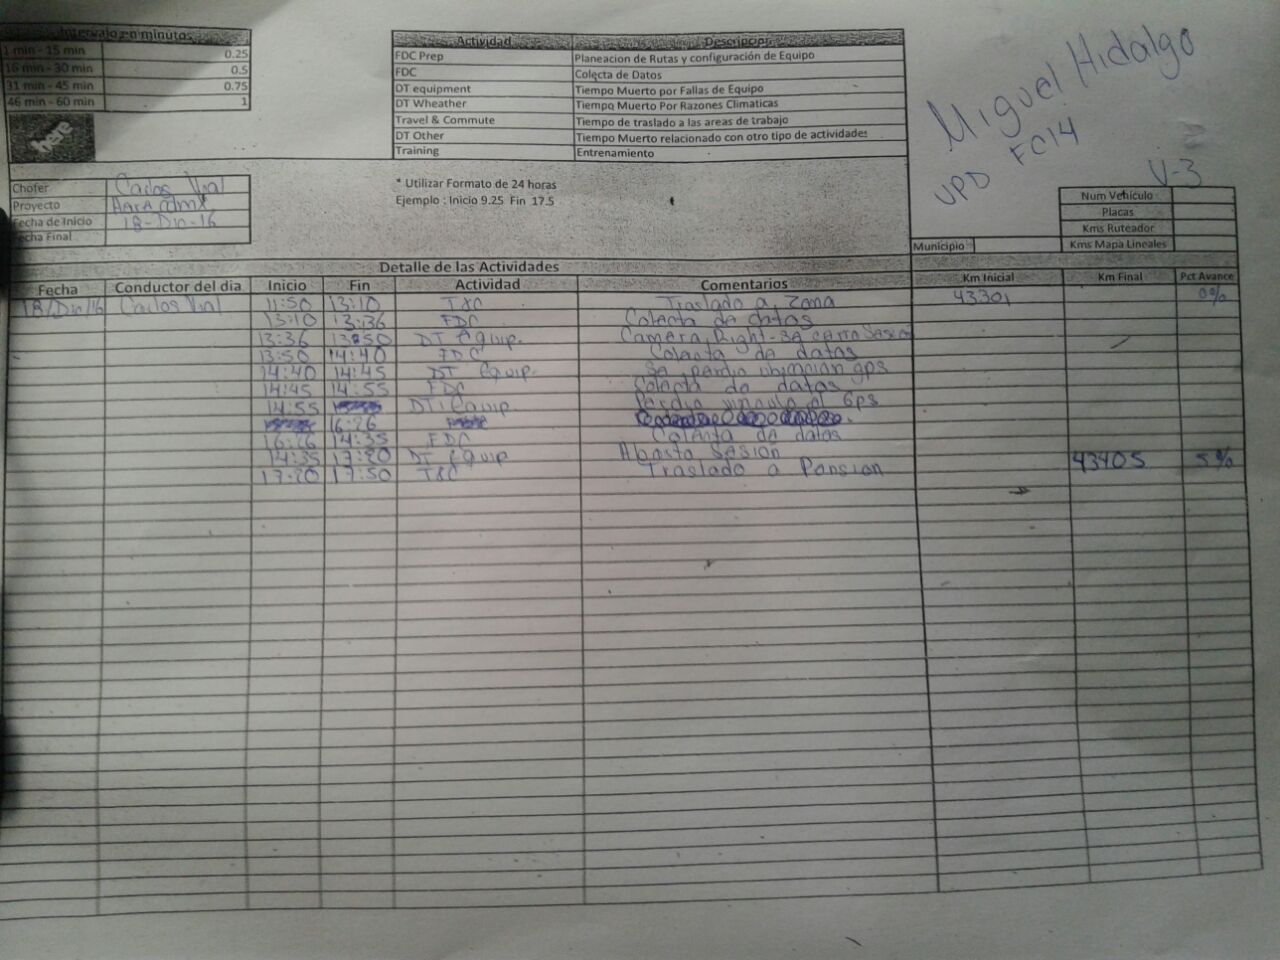 Intervalo en minutos
1 min - 15 min 0.25
16 min - 30 min 0.5
31 min - 45 min 0.75
46 min - 60 min 1
here
Actividad Descripcion
FDC Prep Planeacion de Rutas y configuración de Equipo
FDC Colecta de Datos
DT equipment Tiempo Muerto por Fallas de Equipo
DT Wheather Tiempo Muerto Por Razones Climaticas
Travel & Commute Tiempo de traslado a las areas de trabajo
DT Other Tiempo Muerto relacionado con otro tipo de actividades
Training Entrenamiento
Miguel Hidalgo
UPD FC14
V-3
Chofer Carlos
Proyecto
Fecha de Inicio 18-Dic-16
Fecha Final
* Utilizar Formato de 24 horas
Ejemplo : Inicio 9.25 Fin 17.5
Num Vehículo
Placas
Kms Ruteador
Municipio Kms Mapa Lineales
Detalle de las Actividades
Fecha Conductor del dia Inicio Fin Actividad Comentarios Km Inicial Km Final Pct Avance
18/Dic/16 Carlos 11:50 13:10 T&C Traslado a zona 43301 0%
13:10 13:36 FDC Colecta de datos
13:36 13:50 DT Equip. Camera Right-se cerro Sesion
13:50 14:40 FDC Colecta de datos
14:40 14:45 DT Equip. se perdio ubicacion gps
14:45 14:55 FDC Colecta de datos
14:55 DT Equip. Perdio vinculo al Gps
16:26
16:26 14:35 FDC Colecta de datos
14:35 17:20 DT Equip Aborto sesion 43405 5%
17:20 17:50 T&C Traslado a Pension